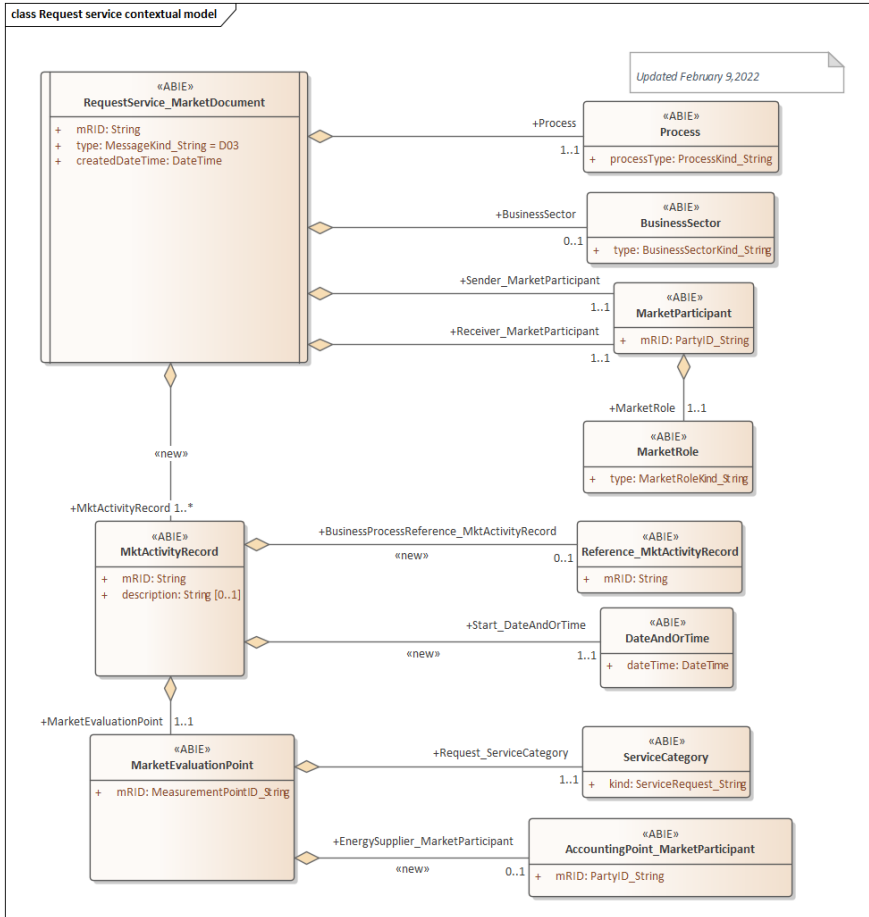 class Request service contextual model
Updated February 9,2022
«ABIE»
RequestService_MarketDocument
+ mRID: String
+ type: MessageKind_String = D03
+ createdDateTime: DateTime
+Process
1..1
«ABIE»
Process
+ processType: ProcessKind_String
+BusinessSector
0..1
«ABIE»
BusinessSector
+ type: BusinessSectorKind_String
+Sender_MarketParticipant
1..1
+Receiver_MarketParticipant
1..1
«ABIE»
MarketParticipant
+ mRID: PartyID_String
+MarketRole 1..1
«ABIE»
MarketRole
+ type: MarketRoleKind_String
«new»
+MktActivityRecord 1..*
«ABIE»
MktActivityRecord
+ mRID: String
+ description: String [0..1]
+BusinessProcessReference_MktActivityRecord
«new»
0..1
«ABIE»
Reference_MktActivityRecord
+ mRID: String
+Start_DateAndOrTime
«new»
1..1
«ABIE»
DateAndOrTime
+ dateTime: DateTime
+MarketEvaluationPoint 1..1
«ABIE»
MarketEvaluationPoint
+ mRID: MeasurementPointID_String
+Request_ServiceCategory
1..1
«ABIE»
ServiceCategory
+ kind: ServiceRequest_String
+EnergySupplier_MarketParticipant
«new»
0..1
«ABIE»
AccountingPoint_MarketParticipant
+ mRID: PartyID_String